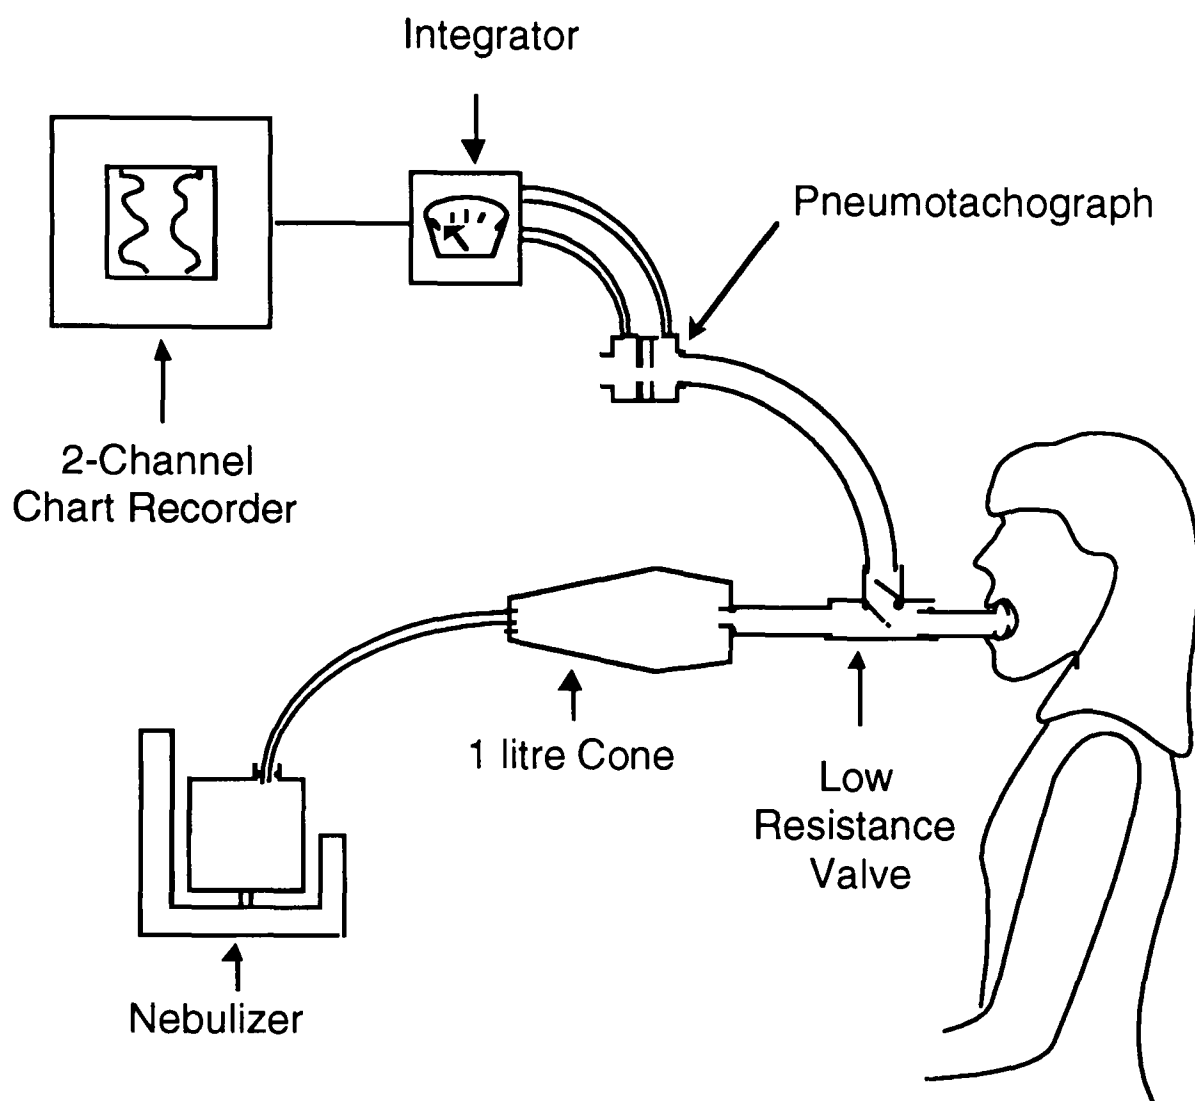 Integrator
Pneumotachograph
2-Channel
Chart Recorder
1 litre Cone
Low
Resistance
Valve
Nebulizer